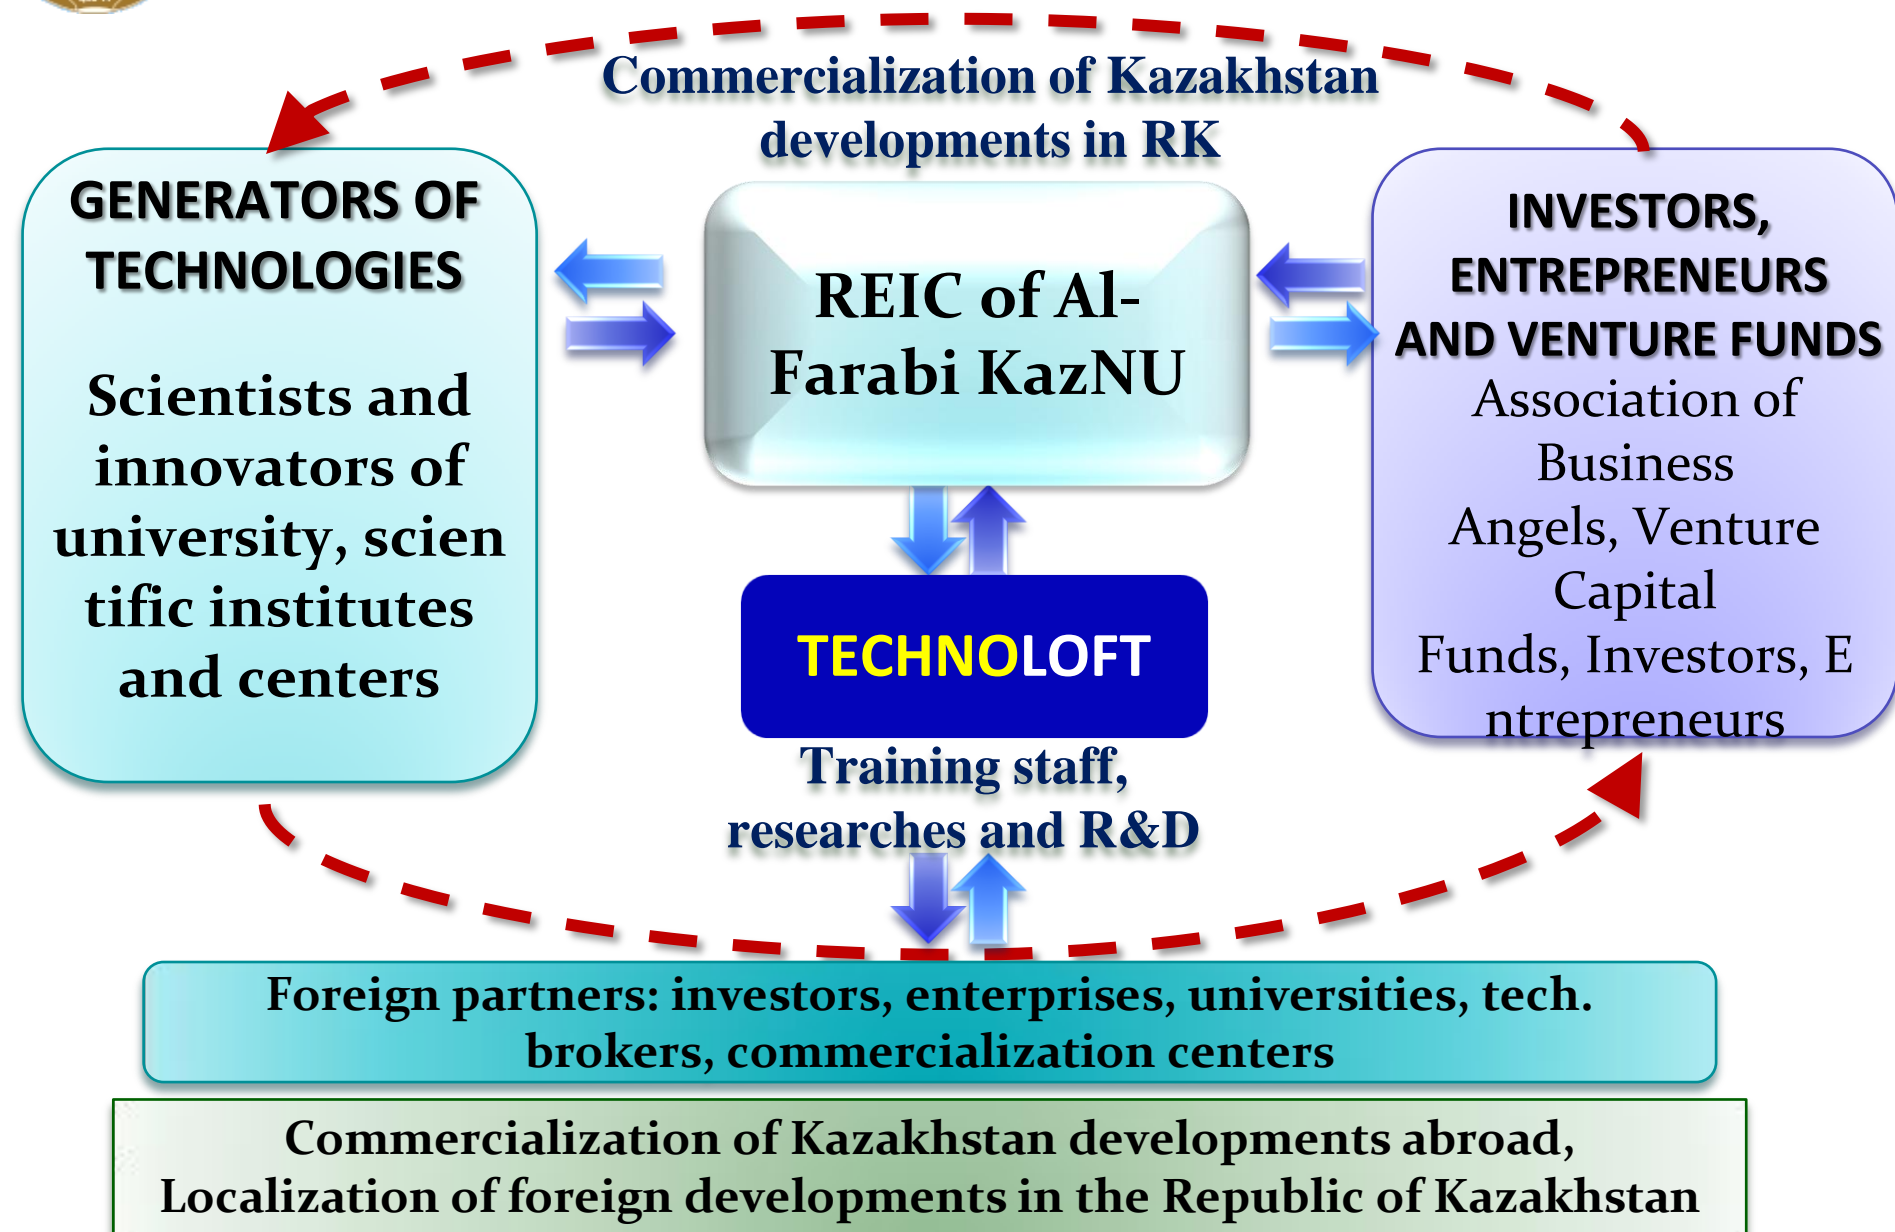 Commercialization of Kazakhstan
developments in RK
GENERATORS OF
TECHNOLOGIES
Scientists and
innovators of
university, scien
tific institutes
and centers
REIC of Al-
Farabi KazNU
INVESTORS,
ENTREPRENEURS
AND VENTURE FUNDS
Association of
Business
Angels, Venture
Capital
Funds, Investors, E
ntrepreneurs
TECHNOLOFT
Training staff,
researches and R&D
Foreign partners: investors, enterprises, universities, tech.
brokers, commercialization centers
Commercialization of Kazakhstan developments abroad,
Localization of foreign developments in the Republic of Kazakhstan